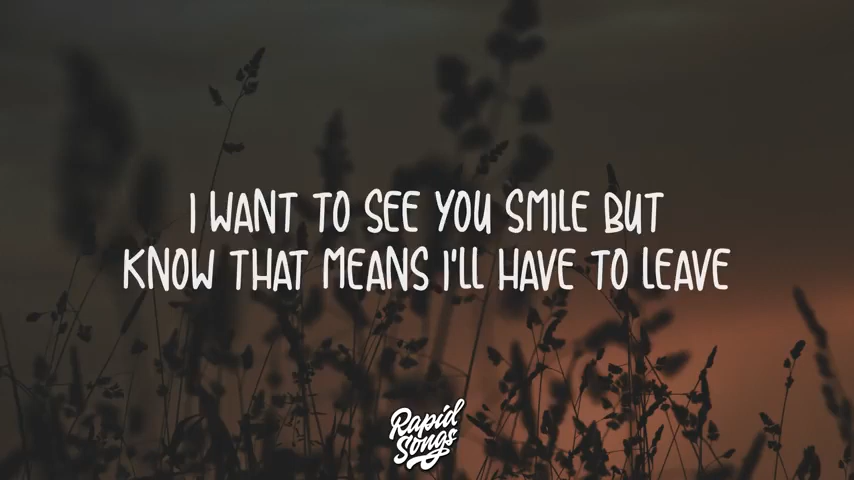 I WANT TO SEE YOU SMILE BUT
KNOW THAT MEANS I'LL HAVE TO LEAVE
Rapid
Songs